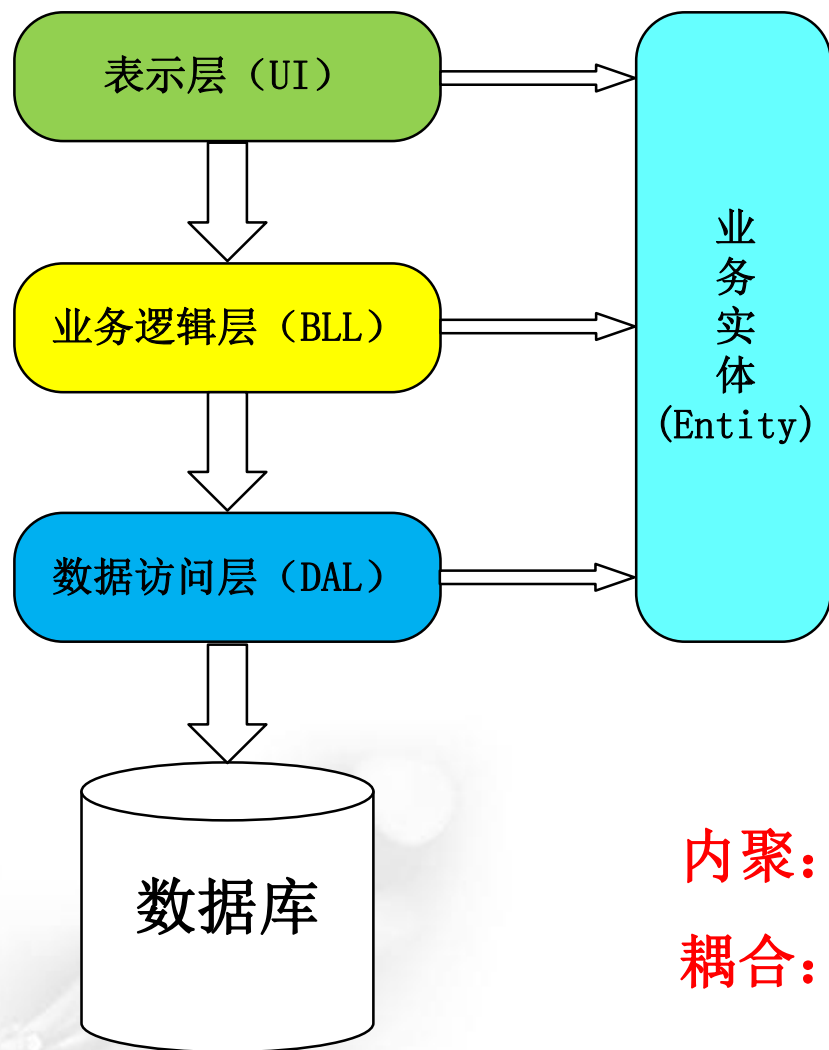 表示层（UI）
业务逻辑层（BLL）
数据访问层（DAL）
数据库
业
务
实
体
(Entity)
内聚：
耦合：